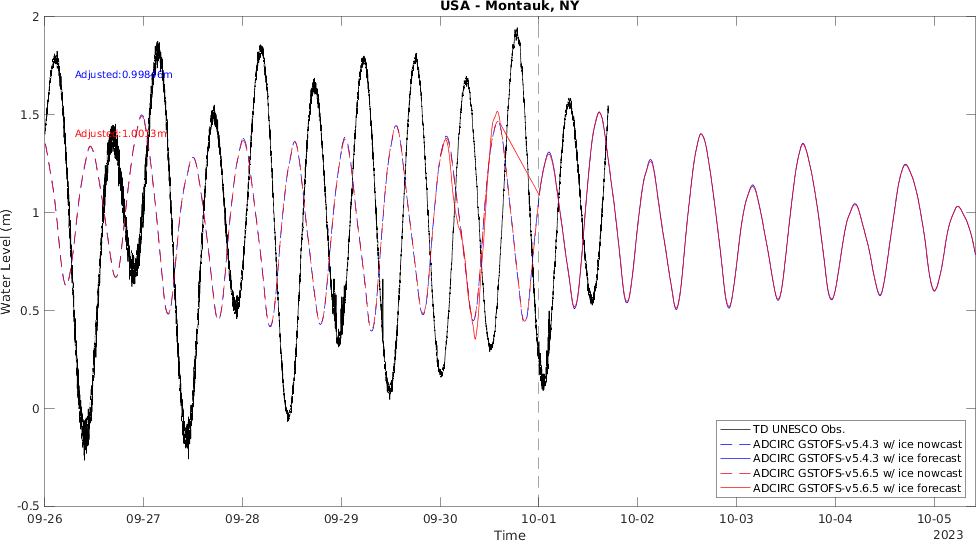 USA - Montauk, NY
2
1.5
1
0.5
0
-0.5
Water Level (m)
Adjusted:0.99846m
Adjusted:1.0013m
TD UNESCO Obs.
ADCIRC GSTOFS-v5.4.3 w/ ice nowcast
ADCIRC GSTOFS-v5.4.3 w/ ice forecast
ADCIRC GSTOFS-v5.6.5 w/ ice nowcast
ADCIRC GSTOFS-v5.6.5 w/ ice forecast
09-26 09-27 09-28 09-29 09-30 10-01 10-02 10-03 10-04 10-05
Time
2023